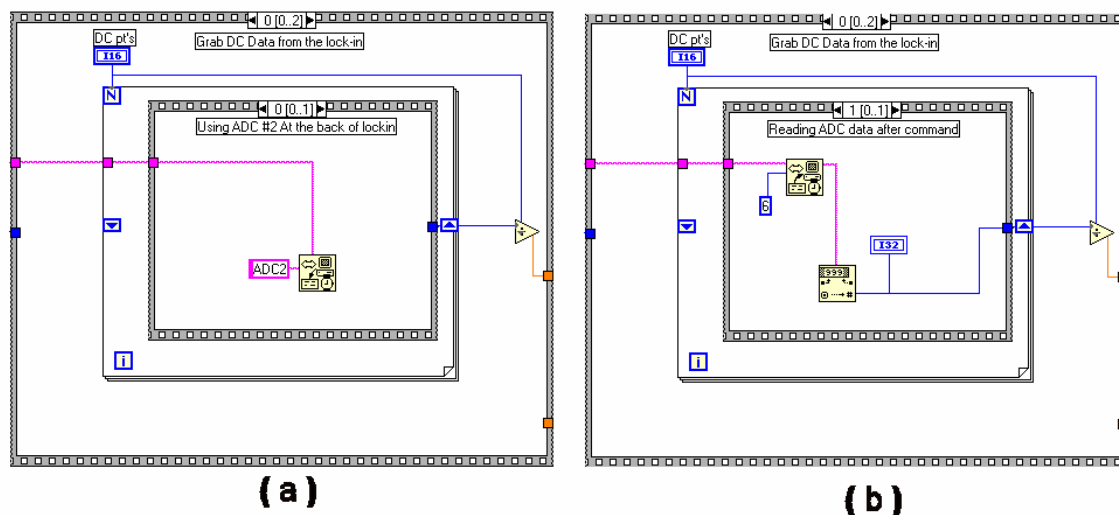 0 [0..2]
DC pt's
Grab DC Data from the lock-in
I16
N
0 [0..1]
Using ADC #2 At the back of lockin
ADC2
i
(a)
0 [0..2]
DC pt's
Grab DC Data from the lock-in
I16
N
1 [0..1]
Reading ADC data after command
6
I32
999
i
(b)